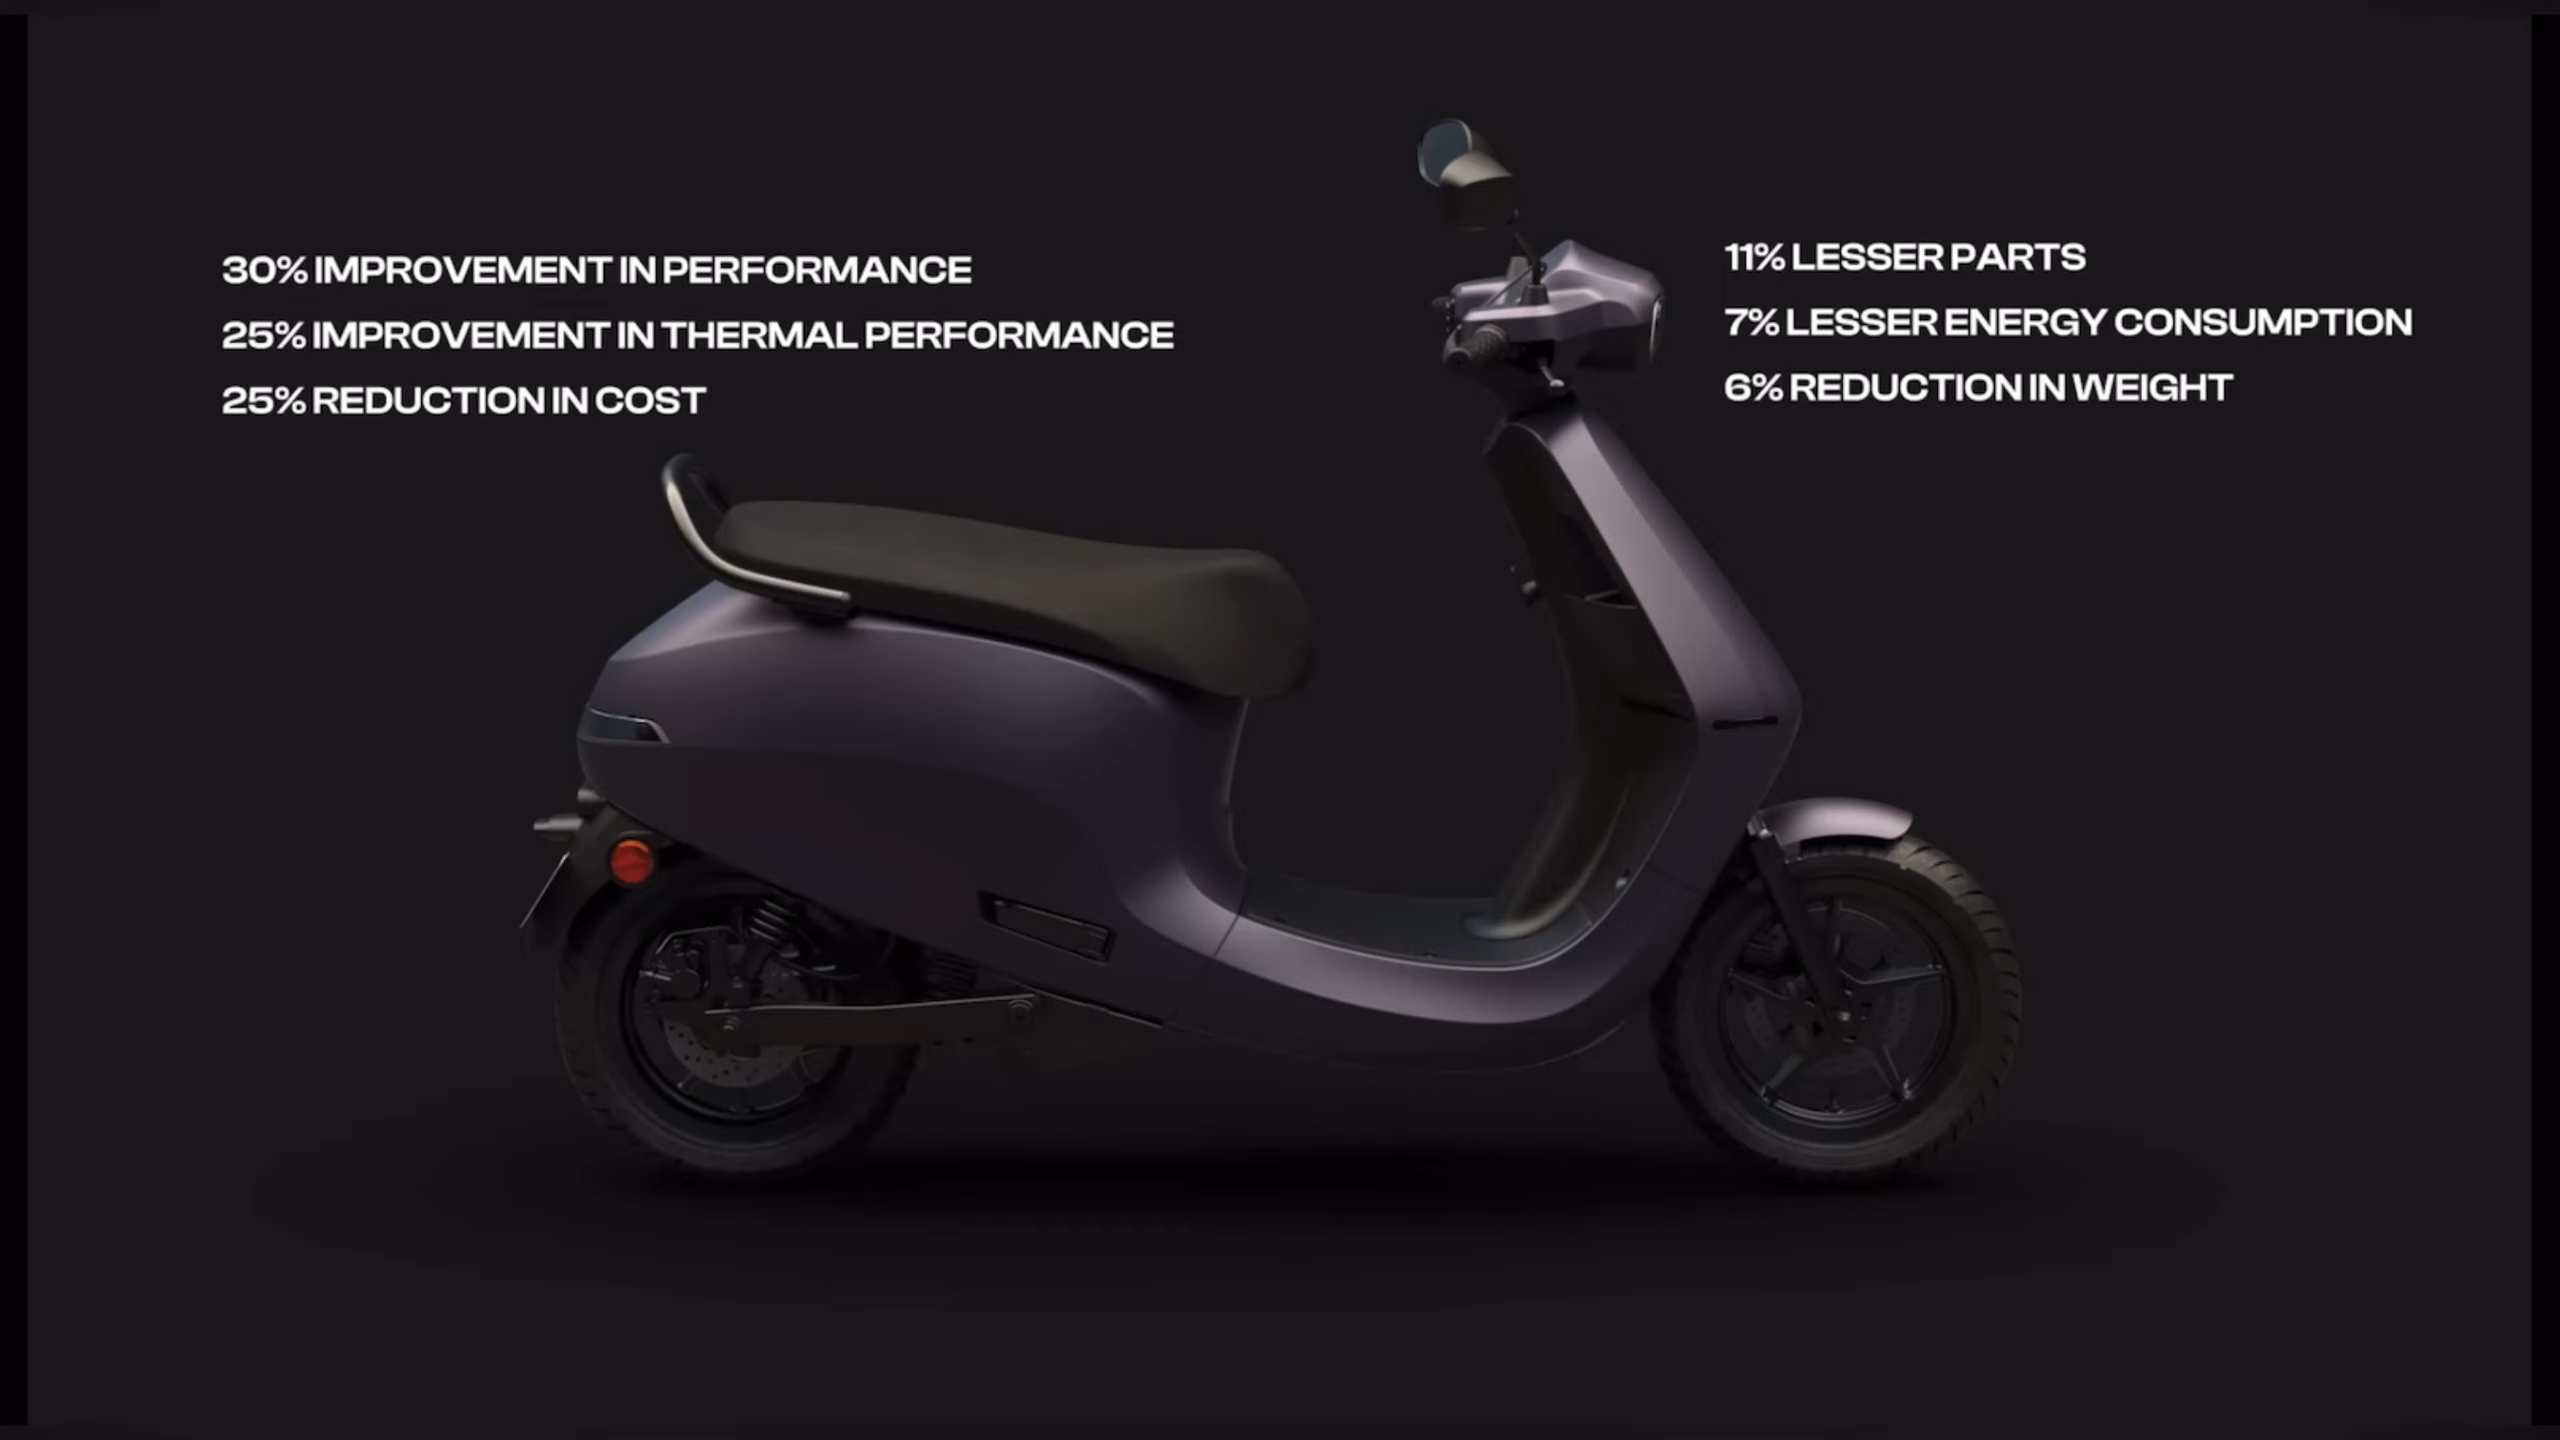 30% IMPROVEMENT IN PERFORMANCE
25% IMPROVEMENT IN THERMAL PERFORMANCE
25% REDUCTION IN COST
11% LESSER PARTS
7% LESSER ENERGY CONSUMPTION
6% REDUCTION IN WEIGHT